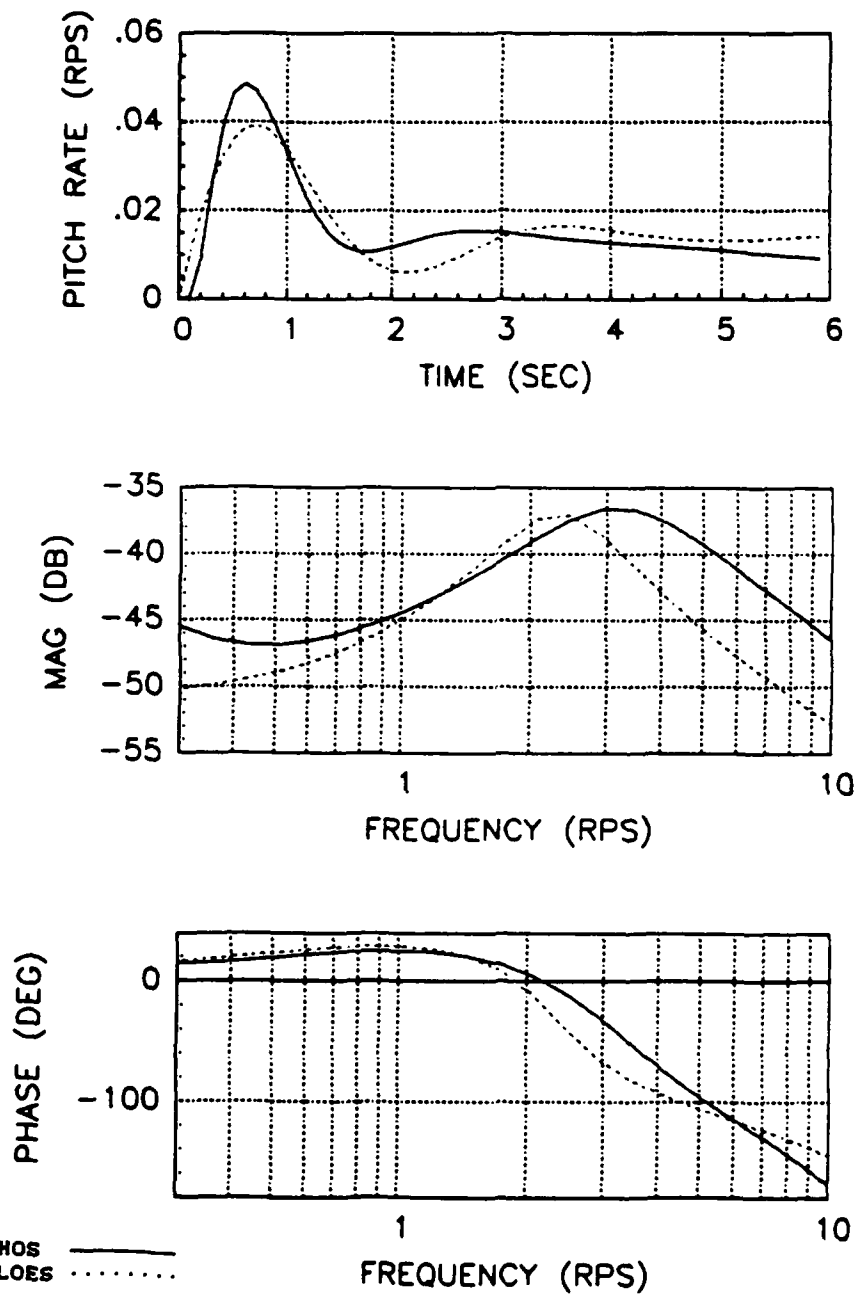 .06
.04
.02
0
PITCH RATE (RPS)
0 1 2 3 4 5 6
TIME (SEC)
-35
-40
-45
-50
-55
MAG (DB)
1 10
FREQUENCY (RPS)
0
-100
PHASE (DEG)
1 10
HOS
LOES
FREQUENCY (RPS)